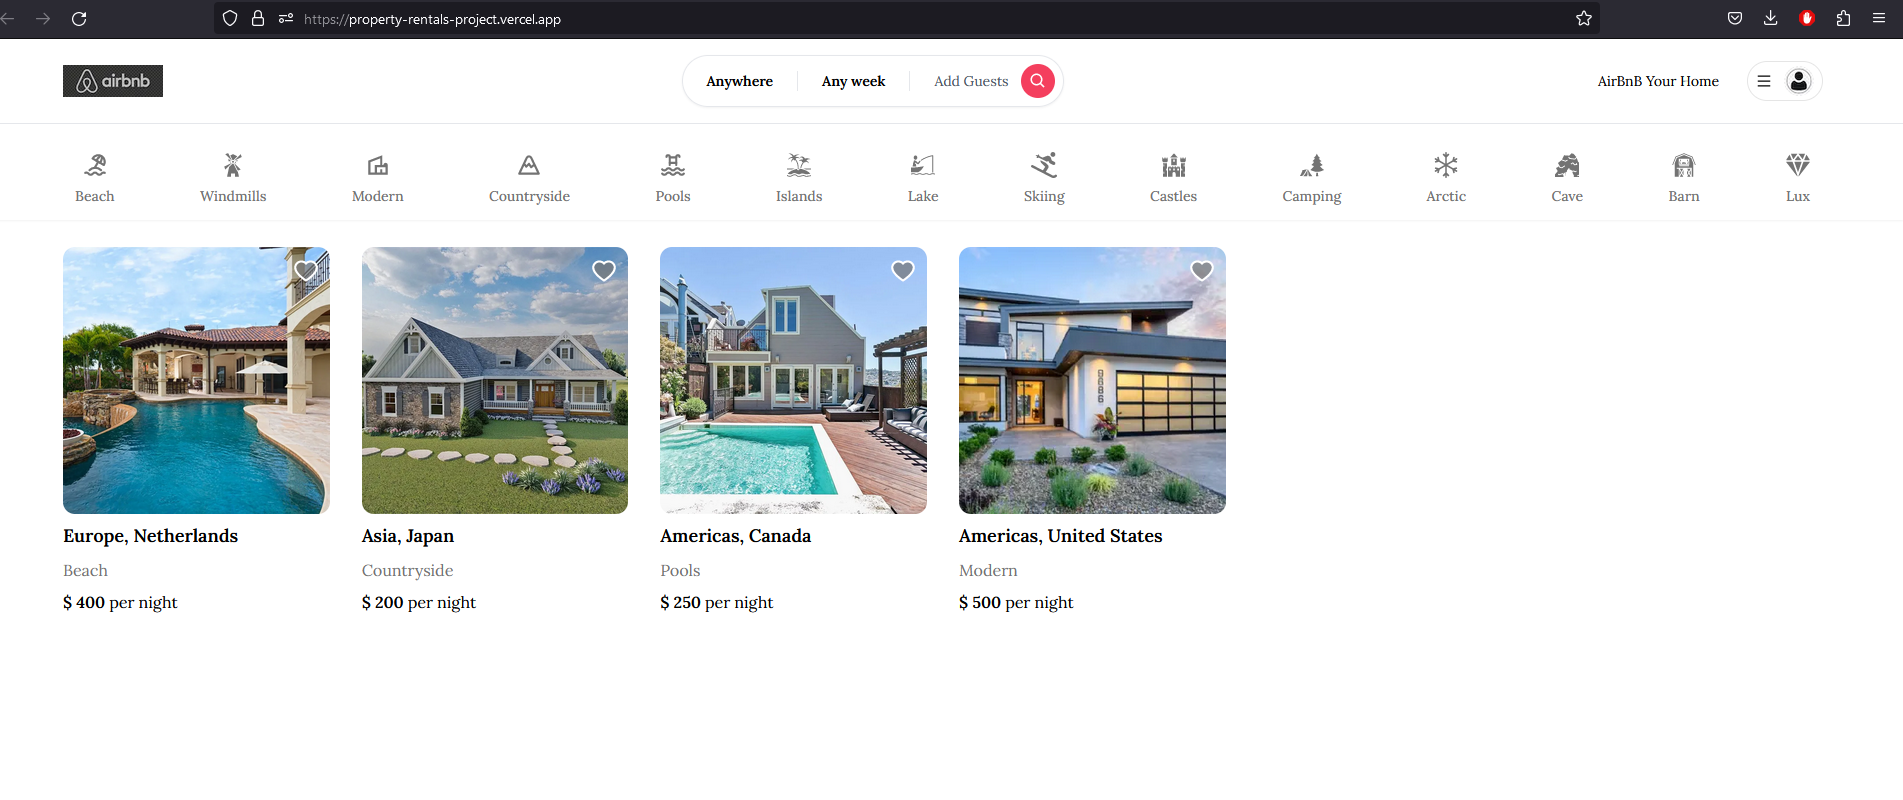 https://property-rentals-project.vercel.app
airbnb
Anywhere
Any week
Add Guests
AirBnB Your Home
Beach
Windmills
Modern
Countryside
Pools
Islands
Lake
Skiing
Castles
Camping
Arctic
Cave
Barn
Lux
9686
Europe, Netherlands
Beach
$ 400 per night
Asia, Japan
Countryside
$ 200 per night
Americas, Canada
Pools
$ 250 per night
Americas, United States
Modern
$ 500 per night